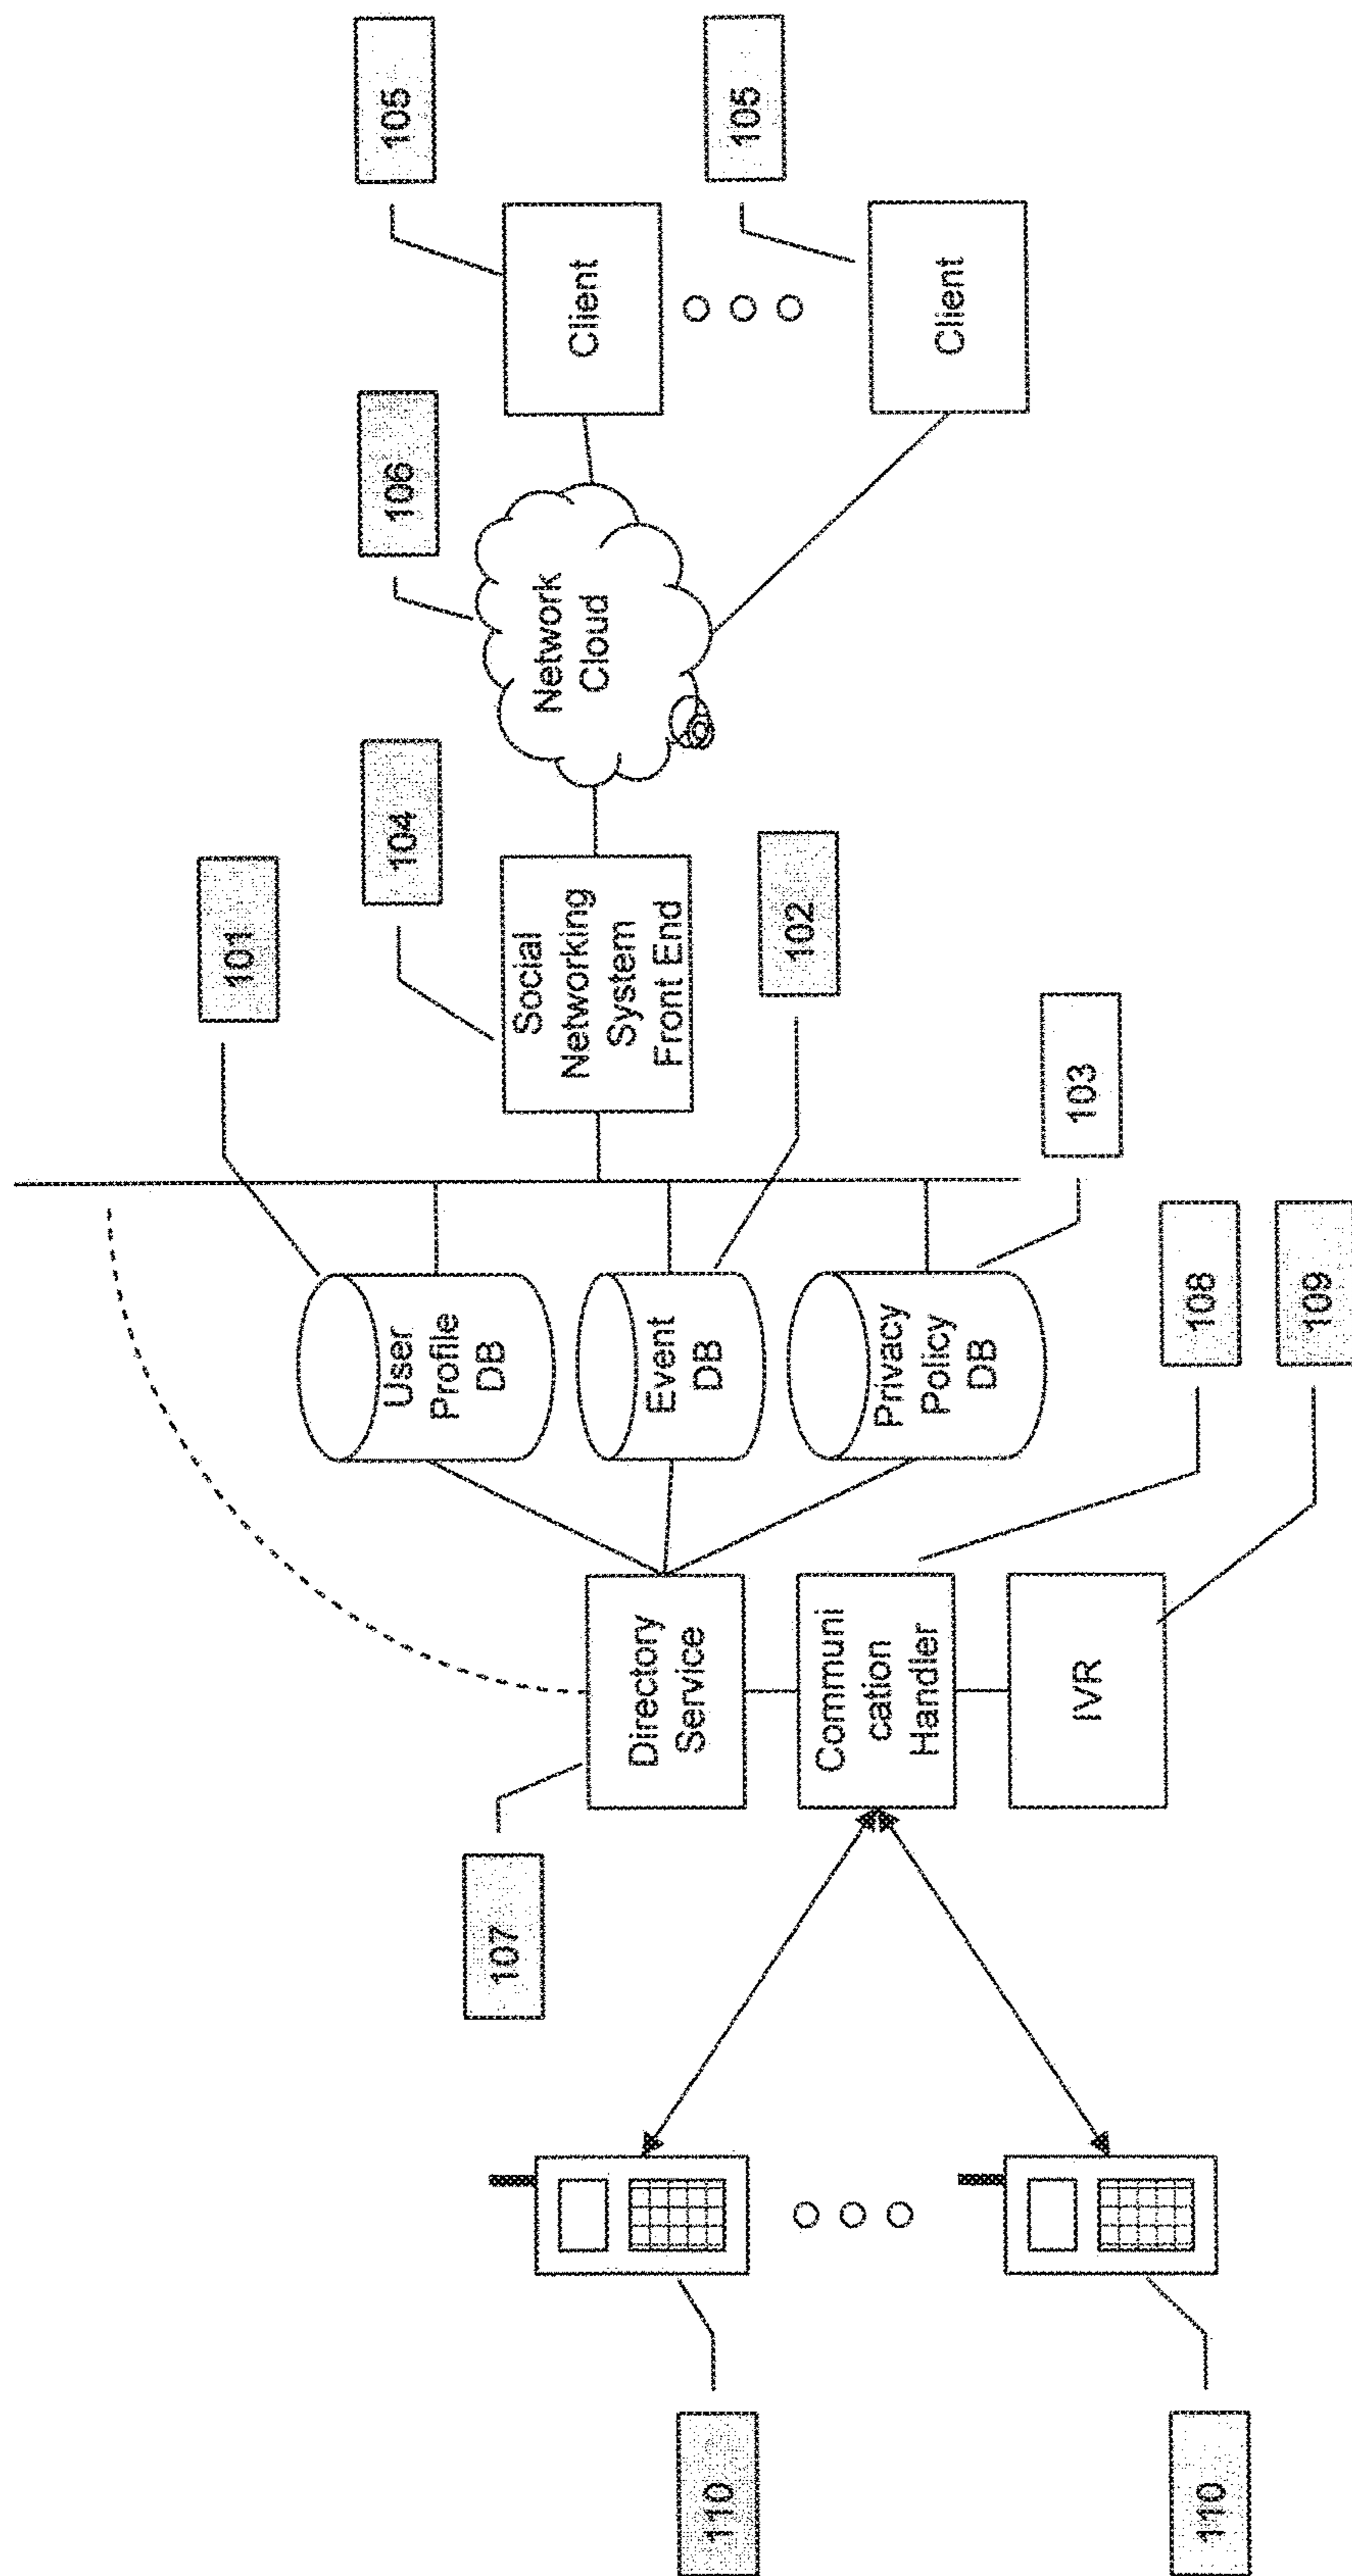 105
105
Client
Client
106
Network
Cloud
104
Social
Networking
System
Front End
101
102
103
User
Profile
DB
Event
DB
Privacy
Policy
DB
108
109
Directory
Service
Communi
cation
Handler
IVR
107
110
110